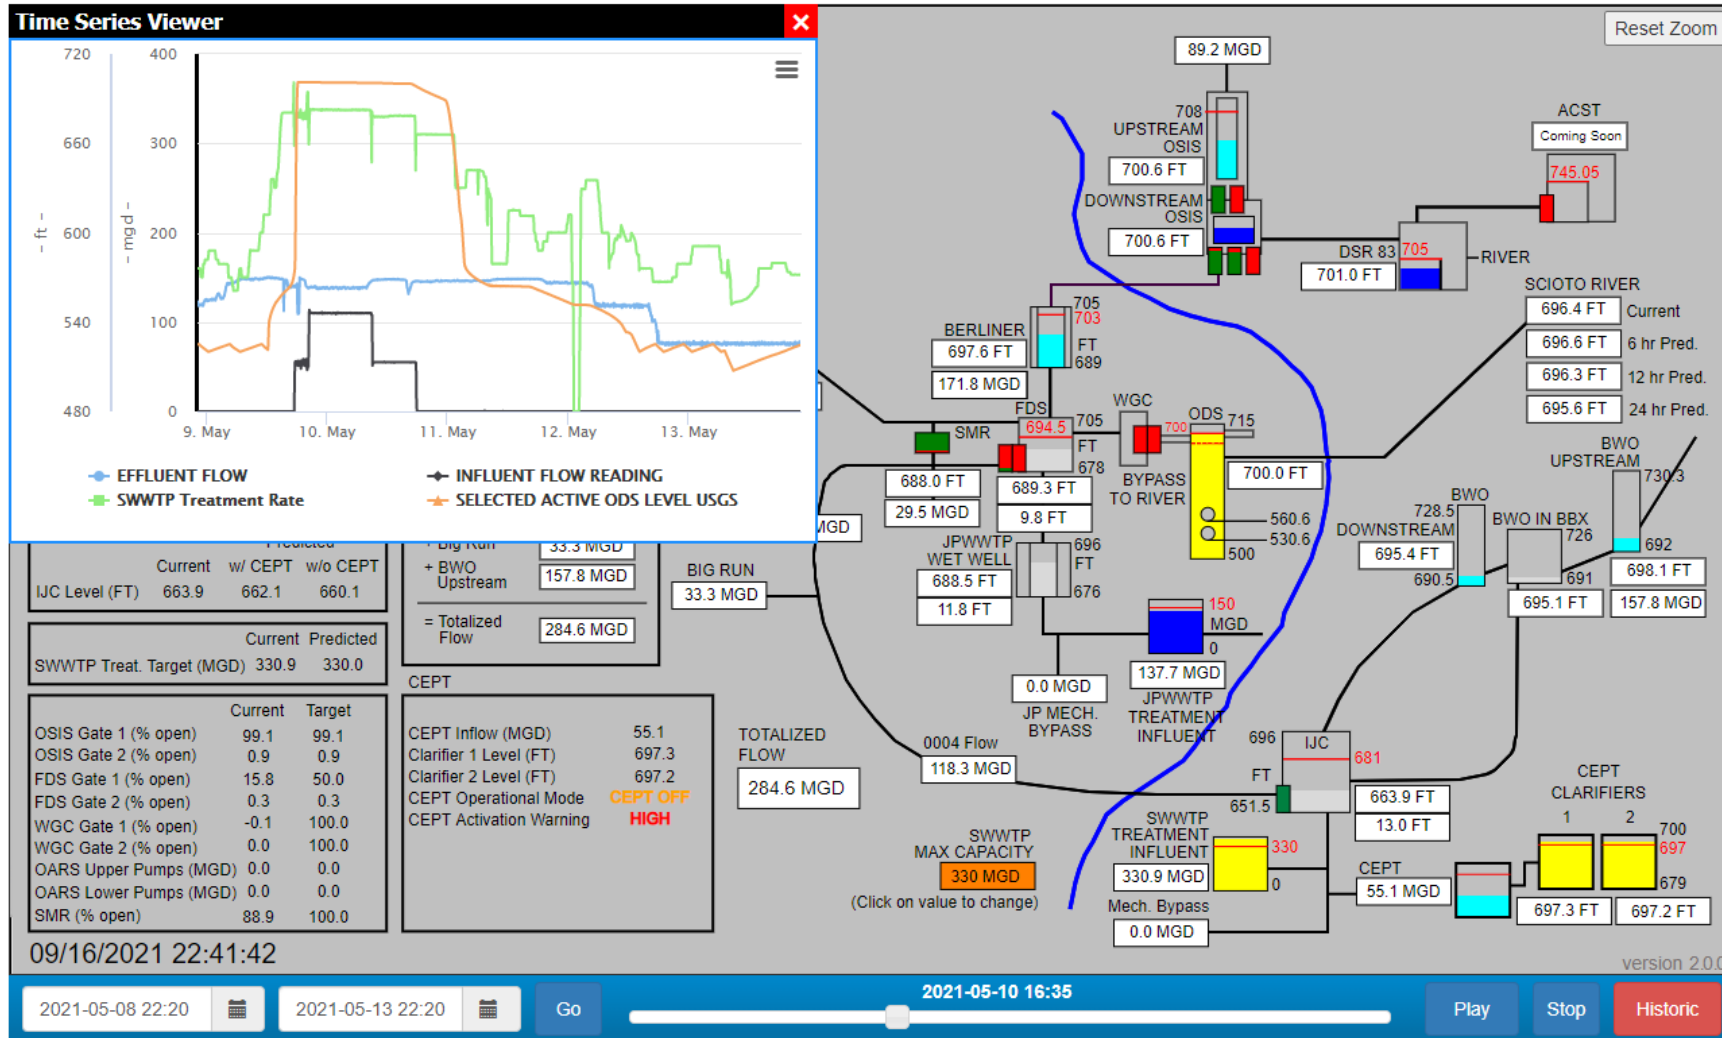 Time Series Viewer
×
Reset Zoom
720
660
600
540
480
- ft -
400
300
200
100
0
- mgd -
9. May
10. May
11. May
12. May
13. May
EFFLUENT FLOW
INFLUENT FLOW READING
SWWTP Treatment Rate
SELECTED ACTIVE ODS LEVEL USGS
89.2 MGD
708
UPSTREAM
OSIS
700.6 FT
DOWNSTREAM
OSIS
700.6 FT
ACST
Coming Soon
745.05
DSR 83
705
701.0 FT
RIVER
SCIOTO RIVER
696.4 FT Current
696.6 FT 6 hr Pred.
696.3 FT 12 hr Pred.
695.6 FT 24 hr Pred.
705
703
BERLINER
697.6 FT
FT
689
171.8 MGD
FDS
694.5
705
FT
678
SMR
688.0 FT
29.5 MGD
689.3 FT
9.8 FT
WGC
700
ODS
715
BYPASS
TO RIVER
700.0 FT
560.6
530.6
500
JPWWTP
WET WELL
688.5 FT
11.8 FT
696
FT
676
150
MGD
0
137.7 MGD
JPWWTP
TREATMENT
INFLUENT
0.0 MGD
JP MECH.
BYPASS
BWO
UPSTREAM
730.3
692
698.1 FT
157.8 MGD
BWO
728.5
DOWNSTREAM
695.4 FT
690.5
BWO IN BBX
726
691
695.1 FT
MGD
BIG RUN
33.3 MGD
Current w/ CEPT w/o CEPT
IJC Level (FT) 663.9 662.1 660.1
Current Predicted
SWWTP Treat. Target (MGD) 330.9 330.0
+ Big Run 33.3 MGD
+ BWO
Upstream 157.8 MGD
= Totalized
Flow 284.6 MGD
Current Target
OSIS Gate 1 (% open) 99.1 99.1
OSIS Gate 2 (% open) 0.9 0.9
FDS Gate 1 (% open) 15.8 50.0
FDS Gate 2 (% open) 0.3 0.3
WGC Gate 1 (% open) -0.1 100.0
WGC Gate 2 (% open) 0.0 100.0
OARS Upper Pumps (MGD) 0.0 0.0
OARS Lower Pumps (MGD) 0.0 0.0
SMR (% open) 88.9 100.0
CEPT
CEPT Inflow (MGD) 55.1
Clarifier 1 Level (FT) 697.3
Clarifier 2 Level (FT) 697.2
CEPT Operational Mode CEPT OFF
CEPT Activation Warning HIGH
TOTALIZED
FLOW
284.6 MGD
0004 Flow
118.3 MGD
696
IJC
681
FT
651.5
663.9 FT
13.0 FT
SWWTP
MAX CAPACITY
330 MGD
(Click on value to change)
SWWTP
TREATMENT
INFLUENT
330.9 MGD
330
0
Mech. Bypass
0.0 MGD
CEPT
55.1 MGD
CEPT
CLARIFIERS
1 2
700
697
679
697.3 FT
697.2 FT
09/16/2021 22:41:42
version 2.0.0
2021-05-08 22:20
2021-05-13 22:20
Go
2021-05-10 16:35
Play
Stop
Historic